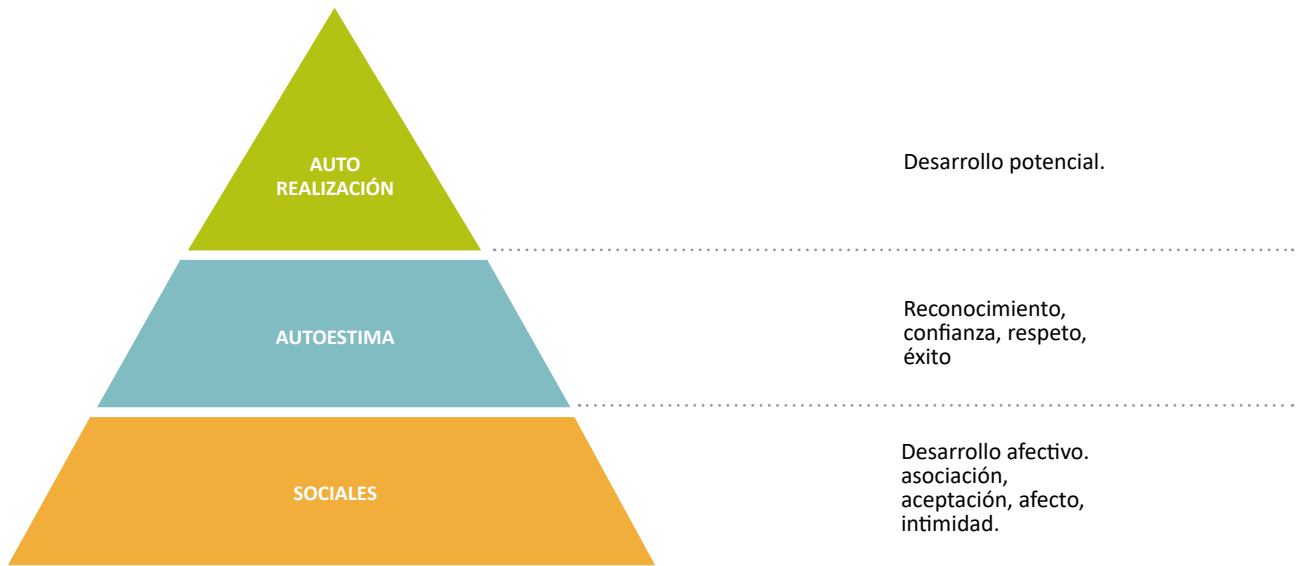 AUTO
REALIZACIÓN
Desarrollo potencial.
AUTOESTIMA
Reconocimiento,
confianza, respeto,
éxito
SOCIALES
Desarrollo afectivo.
asociación,
aceptación, afecto,
intimidad.